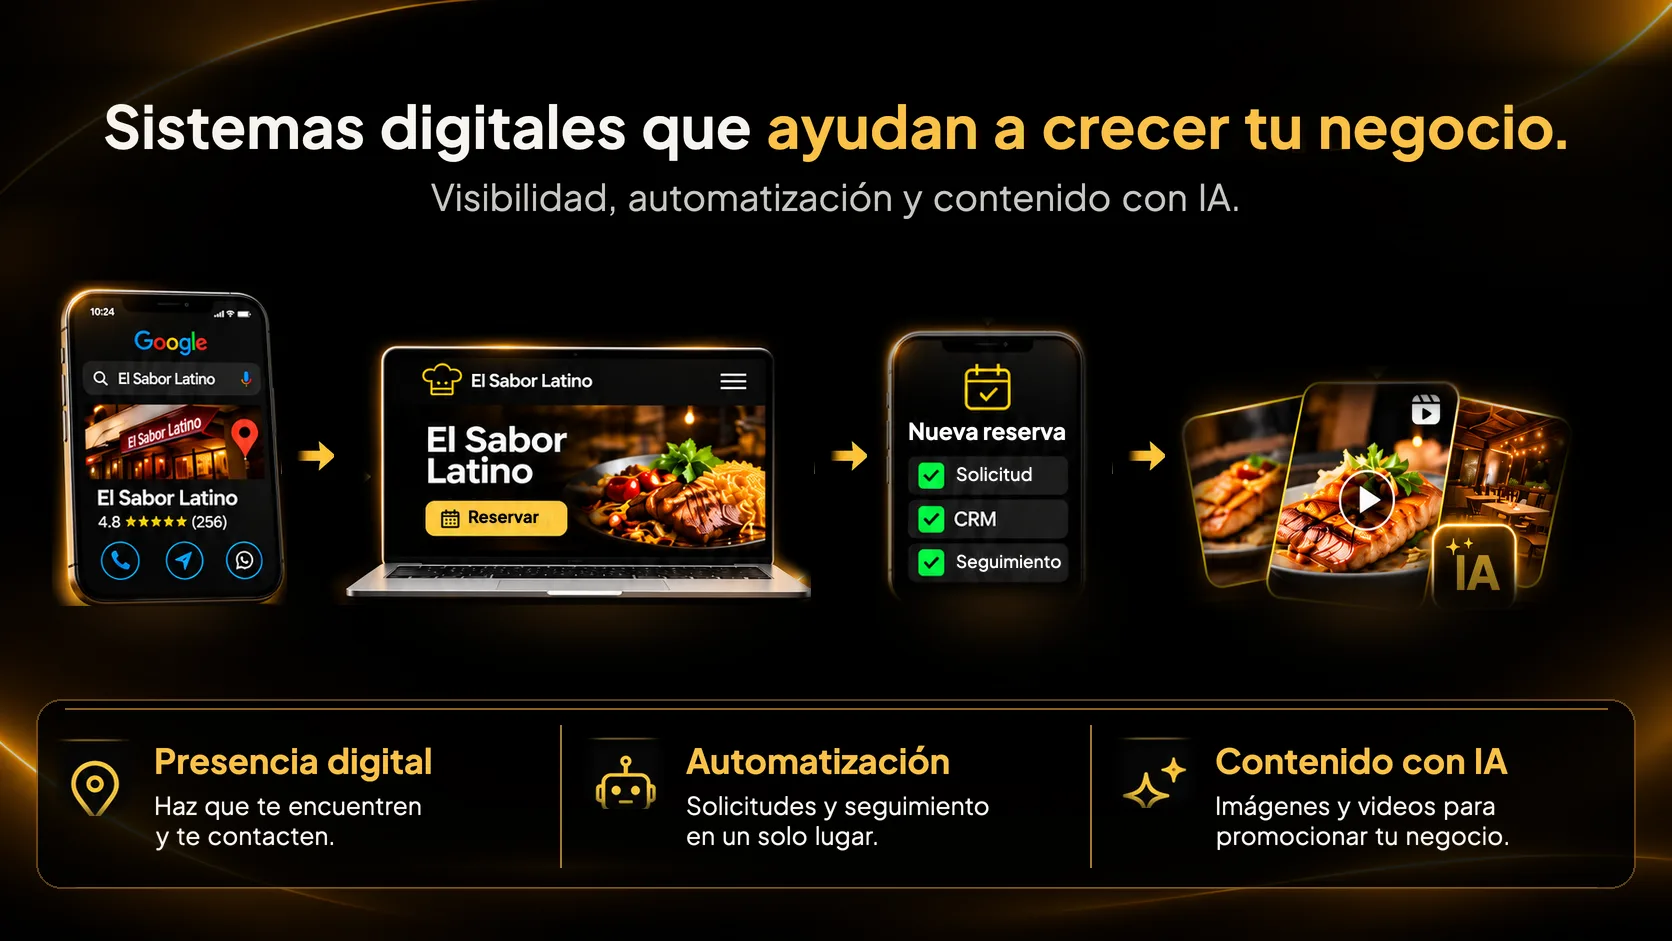 Sistemas digitales que ayudan a crecer tu negocio.
Visibilidad, automatización y contenido con IA.
10:24
Google
El Sabor Latino
El Sabor Latino
El Sabor Latino
4.8 ★★★★★ (256)
El Sabor Latino
El Sabor
Latino
Reservar
Nueva reserva
Solicitud
CRM
Seguimiento
IA
Presencia digital
Haz que te encuentren
y te contacten.
Automatización
Solicitudes y seguimiento
en un solo lugar.
Contenido con IA
Imágenes y videos para
promocionar tu negocio.